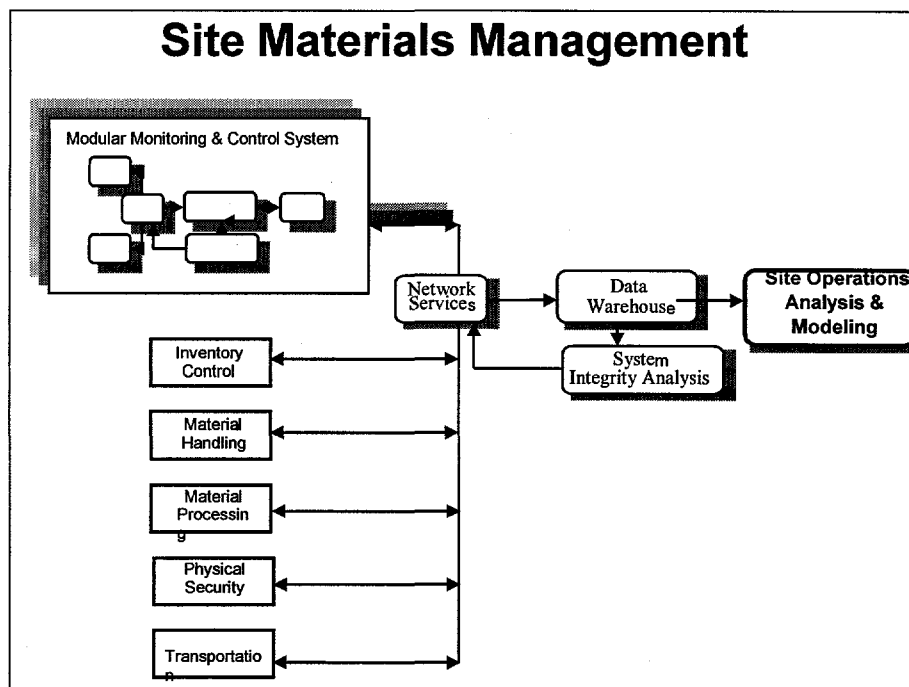 Site Materials Management
Modular Monitoring & Control System
Network
Services
Data
Warehouse
Site Operations
Analysis &
Modeling
System
Integrity Analysis
Inventory
Control
Material
Handling
Material
Processin
g
Physical
Security
Transportatio
n